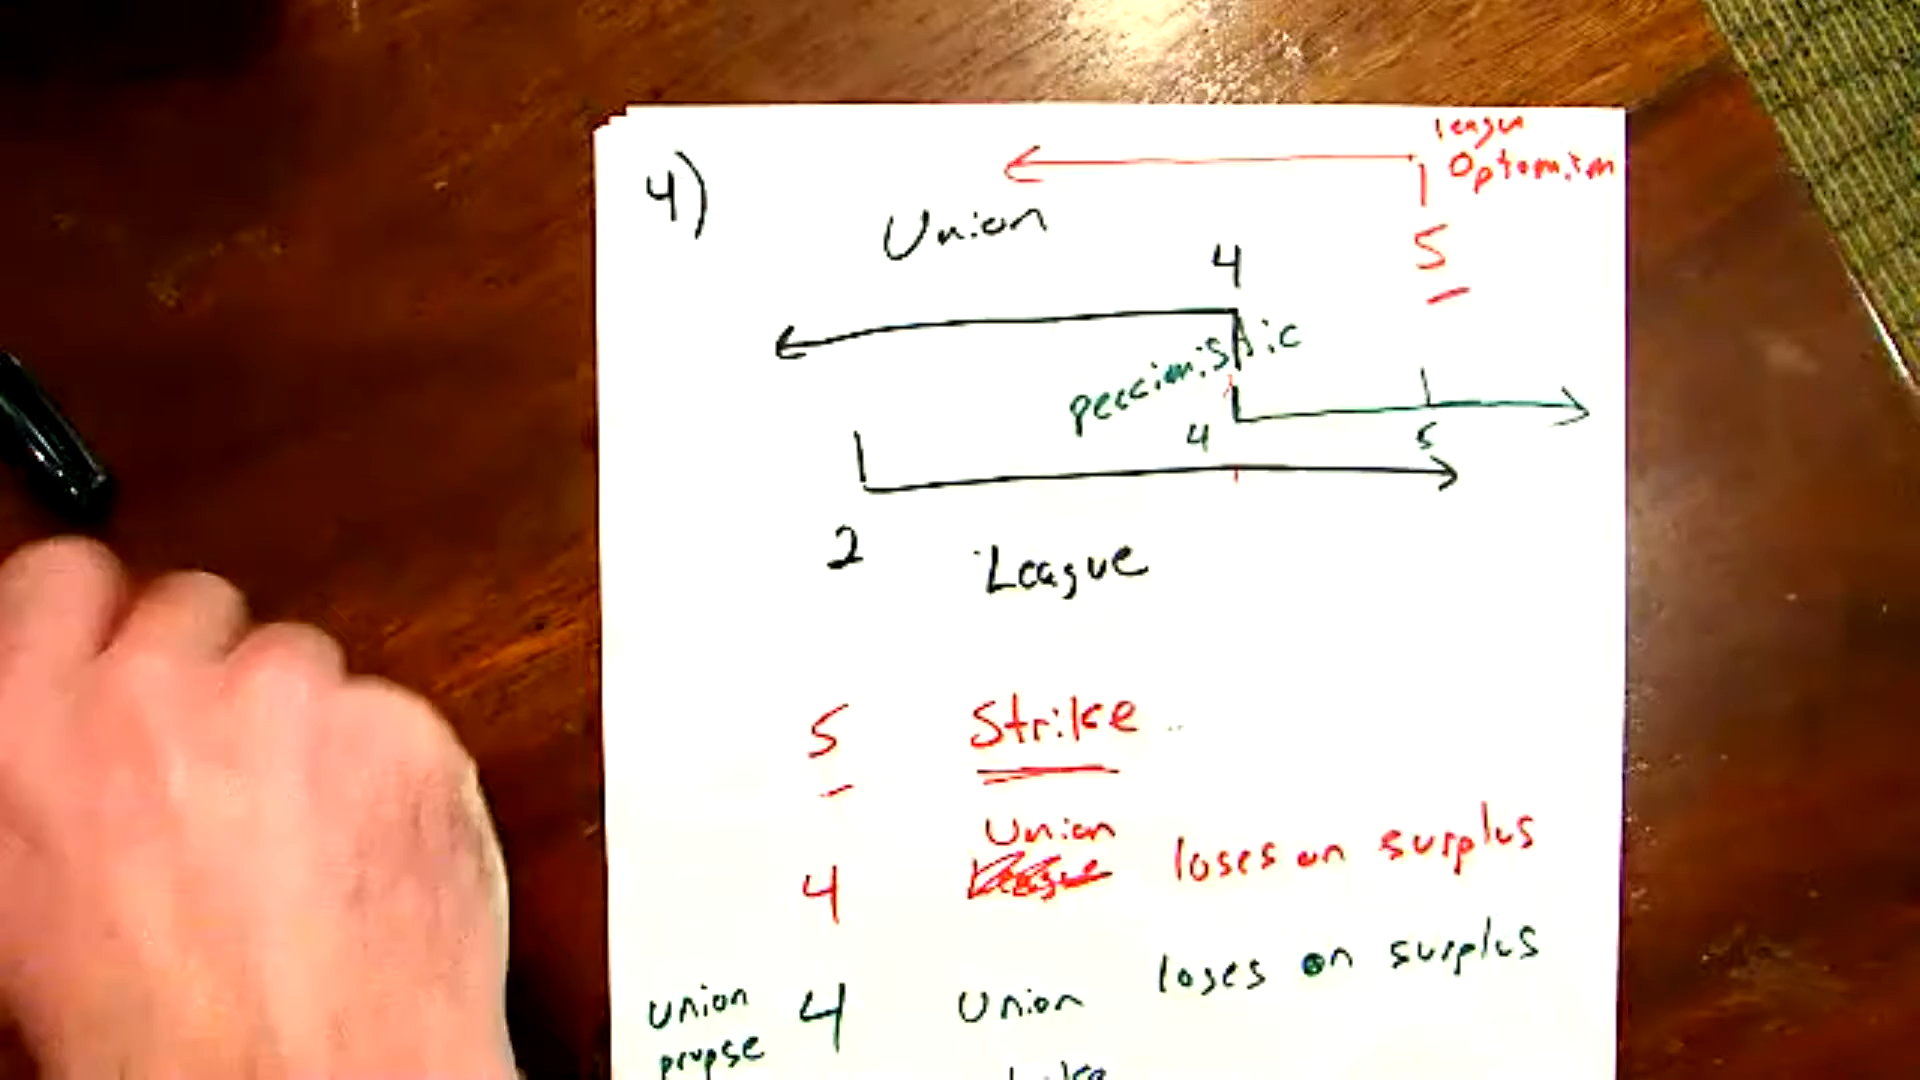 4)
league
Optomism
Union
4
5
peccimistic
4
5
2
League
5 Strike
Union
4 loses on surplus
union 4 Union loses on surplus
prupse